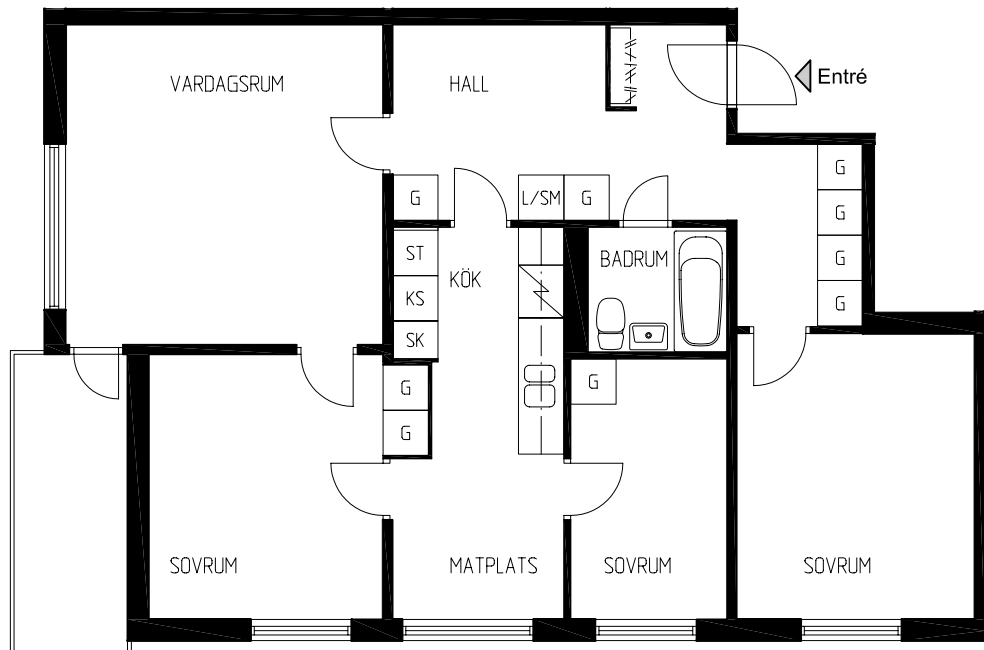 VARDAGSRUM
HALL
Entré
G
L/SM
G
G
G
G
G
ST
KS
SK
KÖK
BADRUM
G
G
G
SOVRUM
MATPLATS
SOVRUM
SOVRUM